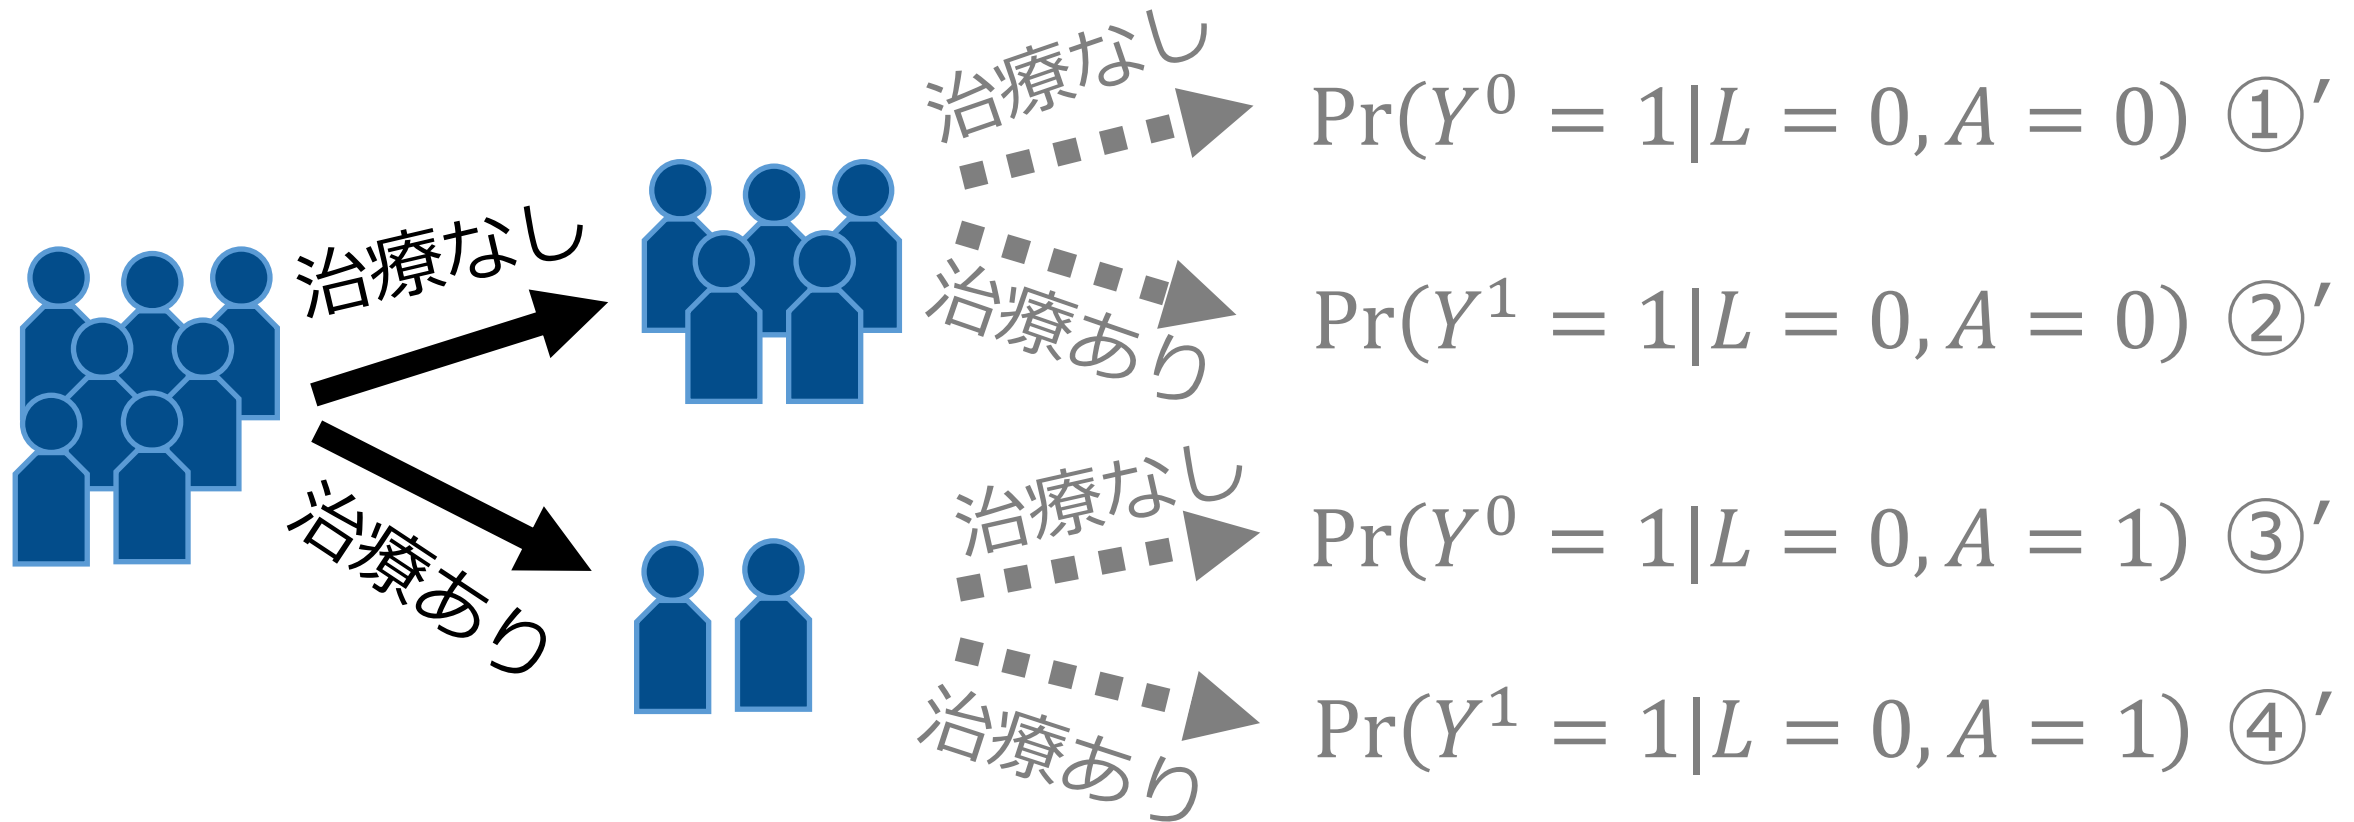 治療なし
治療あり
治療なし
Pr(Y⁰ = 1|L = 0, A = 0) ①′
治療あり
Pr(Y¹ = 1|L = 0, A = 0) ②′
治療なし
Pr(Y⁰ = 1|L = 0, A = 1) ③′
治療あり
Pr(Y¹ = 1|L = 0, A = 1) ④′